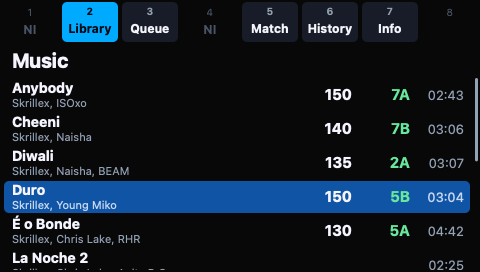 1 2 3 4 5 6 7 8
NI Library Queue NI Match History Info
Music
Anybody 150 7A 02:43
Skrillex, ISOxo
Cheeni 140 7B 03:06
Skrillex, Naisha
Diwali 135 2A 03:07
Skrillex, Naisha, BEAM
Duro 150 5B 03:04
Skrillex, Young Miko
É o Bonde 130 5A 04:42
Skrillex, Chris Lake, RHR
La Noche 2 02:25